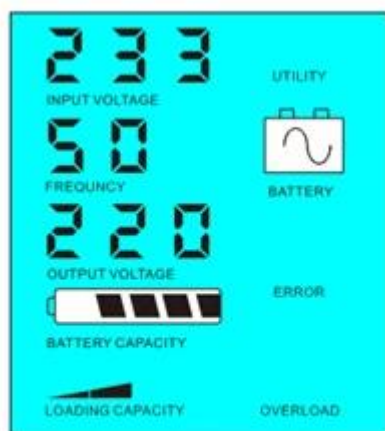 233
UTILITY
INPUT VOLTAGE
50
FREQUNCY
BATTERY
220
OUTPUT VOLTAGE
ERROR
BATTERY CAPACITY
LOADING CAPACITY
OVERLOAD